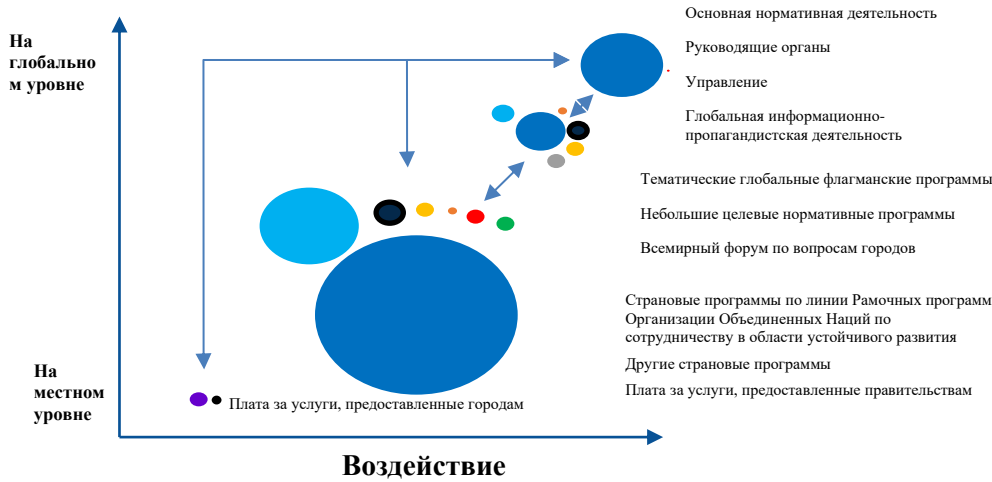 На
глобально
м уровне
Основная нормативная деятельность
Руководящие органы
Управление
Глобальная информационно-
пропагандистская деятельность
Тематические глобальные флагманские программы
Небольшие целевые нормативные программы
Всемирный форум по вопросам городов
Страновые программы по линии Рамочных программ
Организации Объединенных Наций по
сотрудничеству в области устойчивого развития
Другие страновые программы
Плата за услуги, предоставленные правительствам
На
местном
уровне
Плата за услуги, предоставленные городам
Воздействие